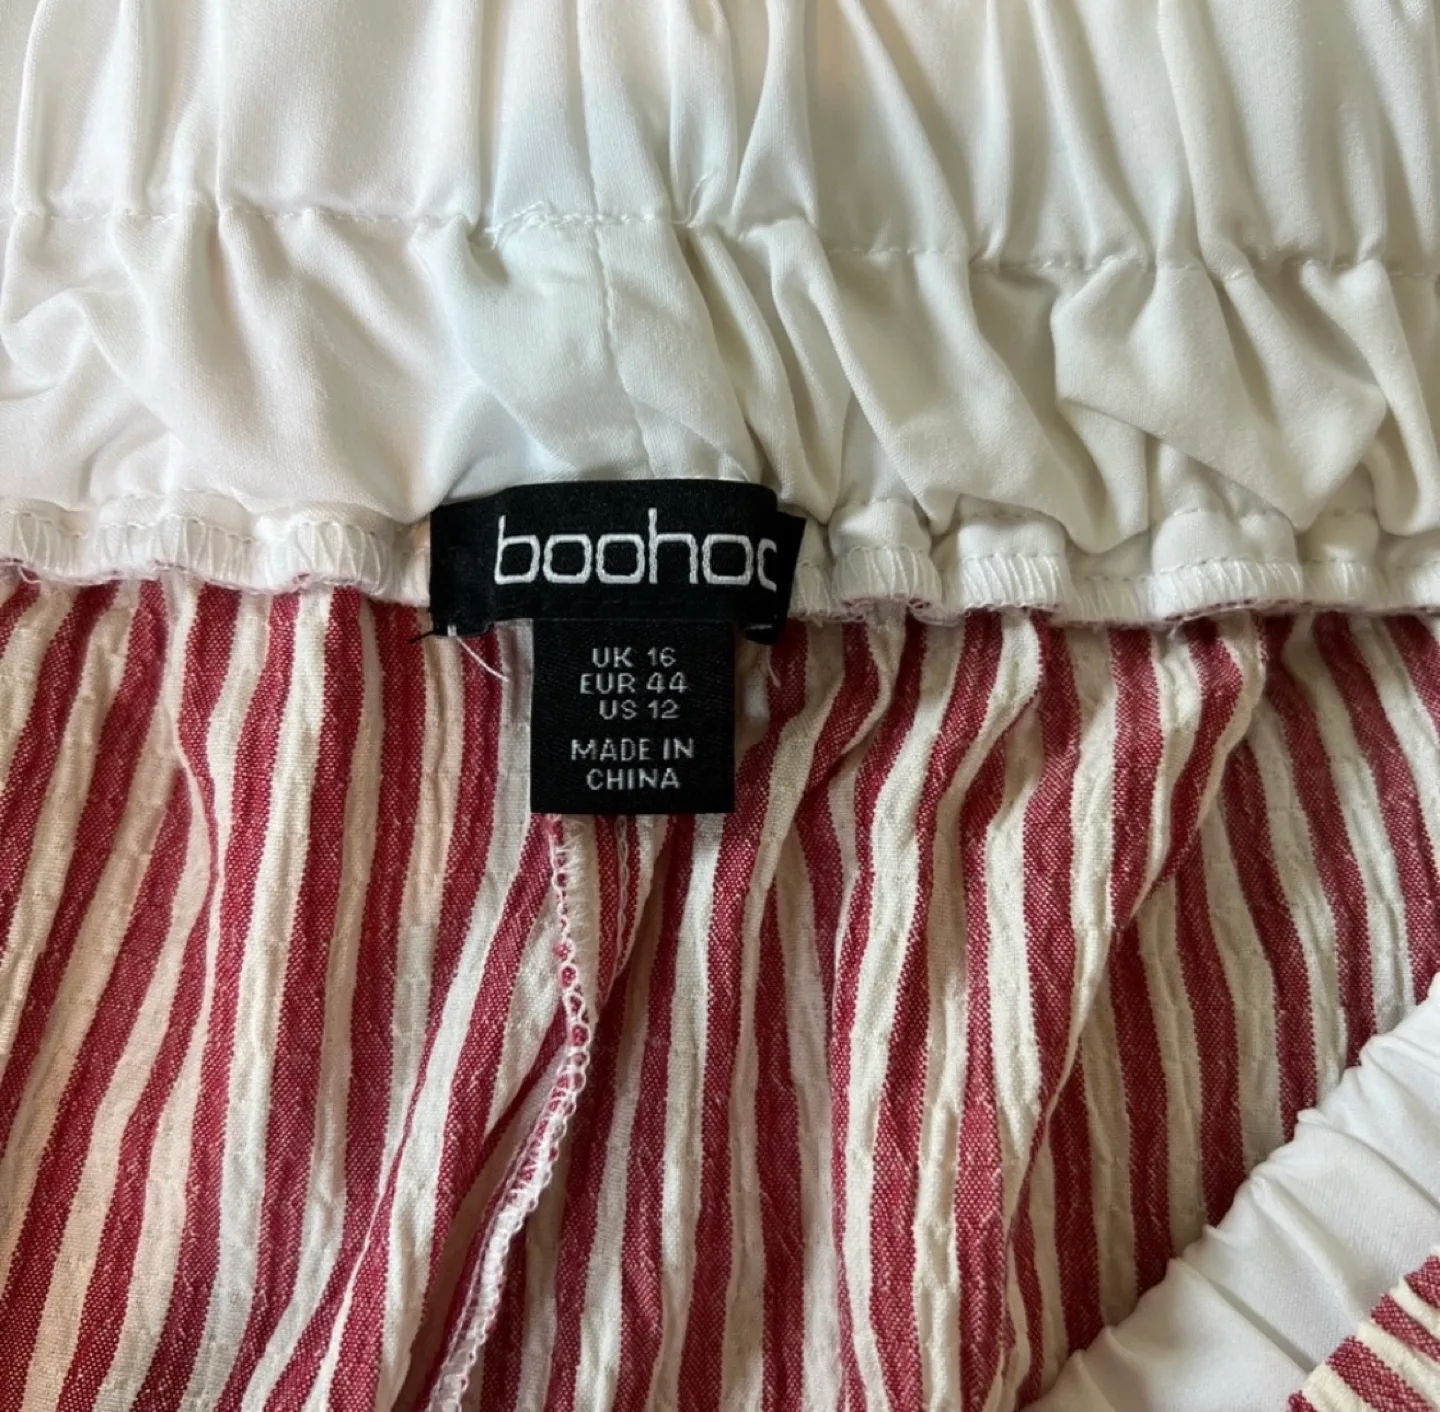 boohoo
UK 16
EUR 44
US 12
MADE IN
CHINA